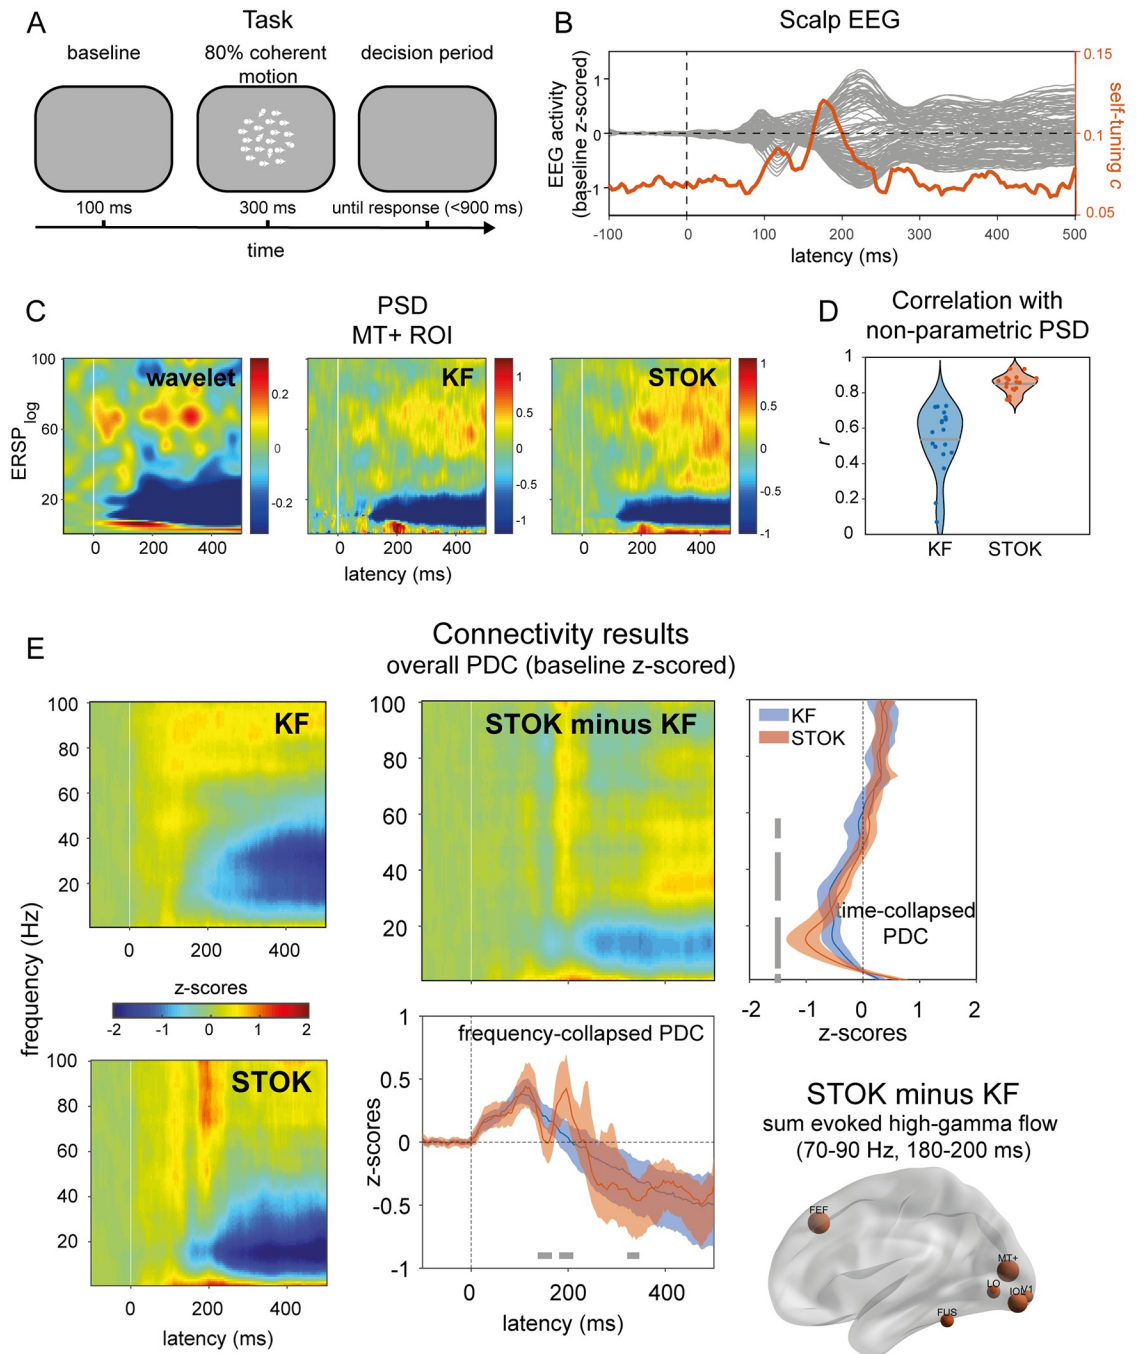 A
Task
baseline
80% coherent
motion
decision period
100 ms
300 ms
until response (<900 ms)
time
B
Scalp EEG
EEG activity
(baseline z-scored)
1
0
-1
0.15
0.1
0.05
self-tuning c
-100
0
100
200
300
400
500
latency (ms)
C
PSD
MT+ ROI
ERSP log
100
60
20
wavelet
0.2
0
-0.2
0
200
400
KF
1
0.5
0
-0.5
-1
0
200
400
STOK
1
0.5
0
-0.5
-1
0
200
400
latency (ms)
D
Correlation with
non-parametric PSD
r
1
0.8
0.6
0.4
0.2
0
KF
STOK
E
Connectivity results
overall PDC (baseline z-scored)
frequency (Hz)
100
80
60
40
20
KF
0
200
400
z-scores
-2
-1
0
1
2
100
80
60
40
20
STOK
0
200
400
latency (ms)
100
80
60
40
20
STOK minus KF
frequency-collapsed PDC
z-scores
1
0.5
0
-0.5
-1
0
200
400
latency (ms)
KF
STOK
time-collapsed
PDC
-2
-1
0
1
2
z-scores
STOK minus KF
sum evoked high-gamma flow
(70-90 Hz, 180-200 ms)
FEF
MT+
LO
IOL
V1
FUS